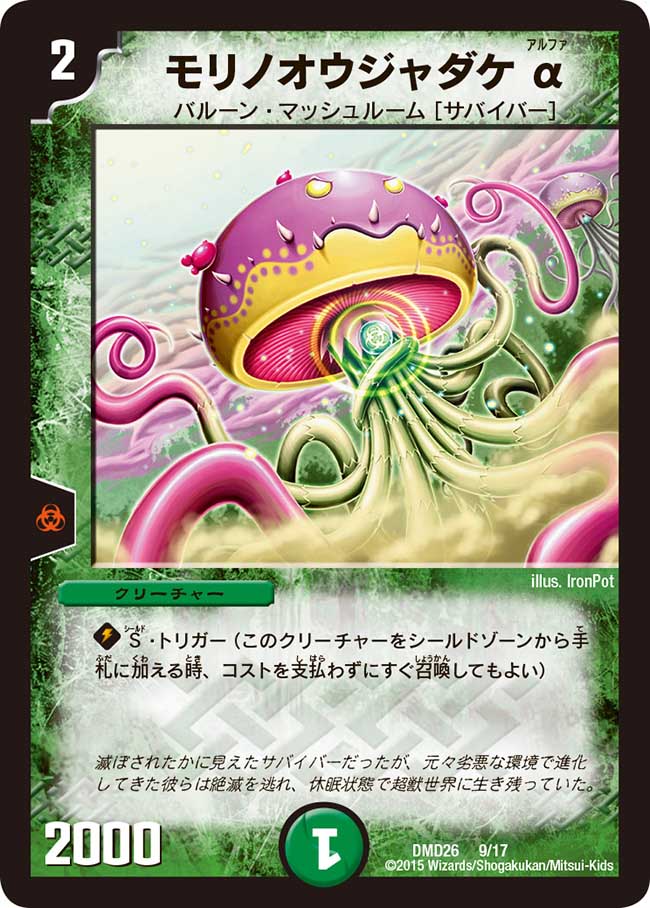 2
アルファ
モリノオウジャダケ α
バルーン・マッシュルーム [サバイバー]
illus. IronPot
クリーチャー
シールド
S・トリガー（このクリーチャーをシールドゾーンから手
札に加える時、コストを支払わずにすぐ召喚してもよい）
滅ぼされたかに見えたサバイバーだったが、元々劣悪な環境で進化
してきた彼らは絶滅を逃れ、休眠状態で超獣世界に生き残っていた。
2000
1
DMD26 9/17
©2015 Wizards/Shogakukan/Mitsui-Kids